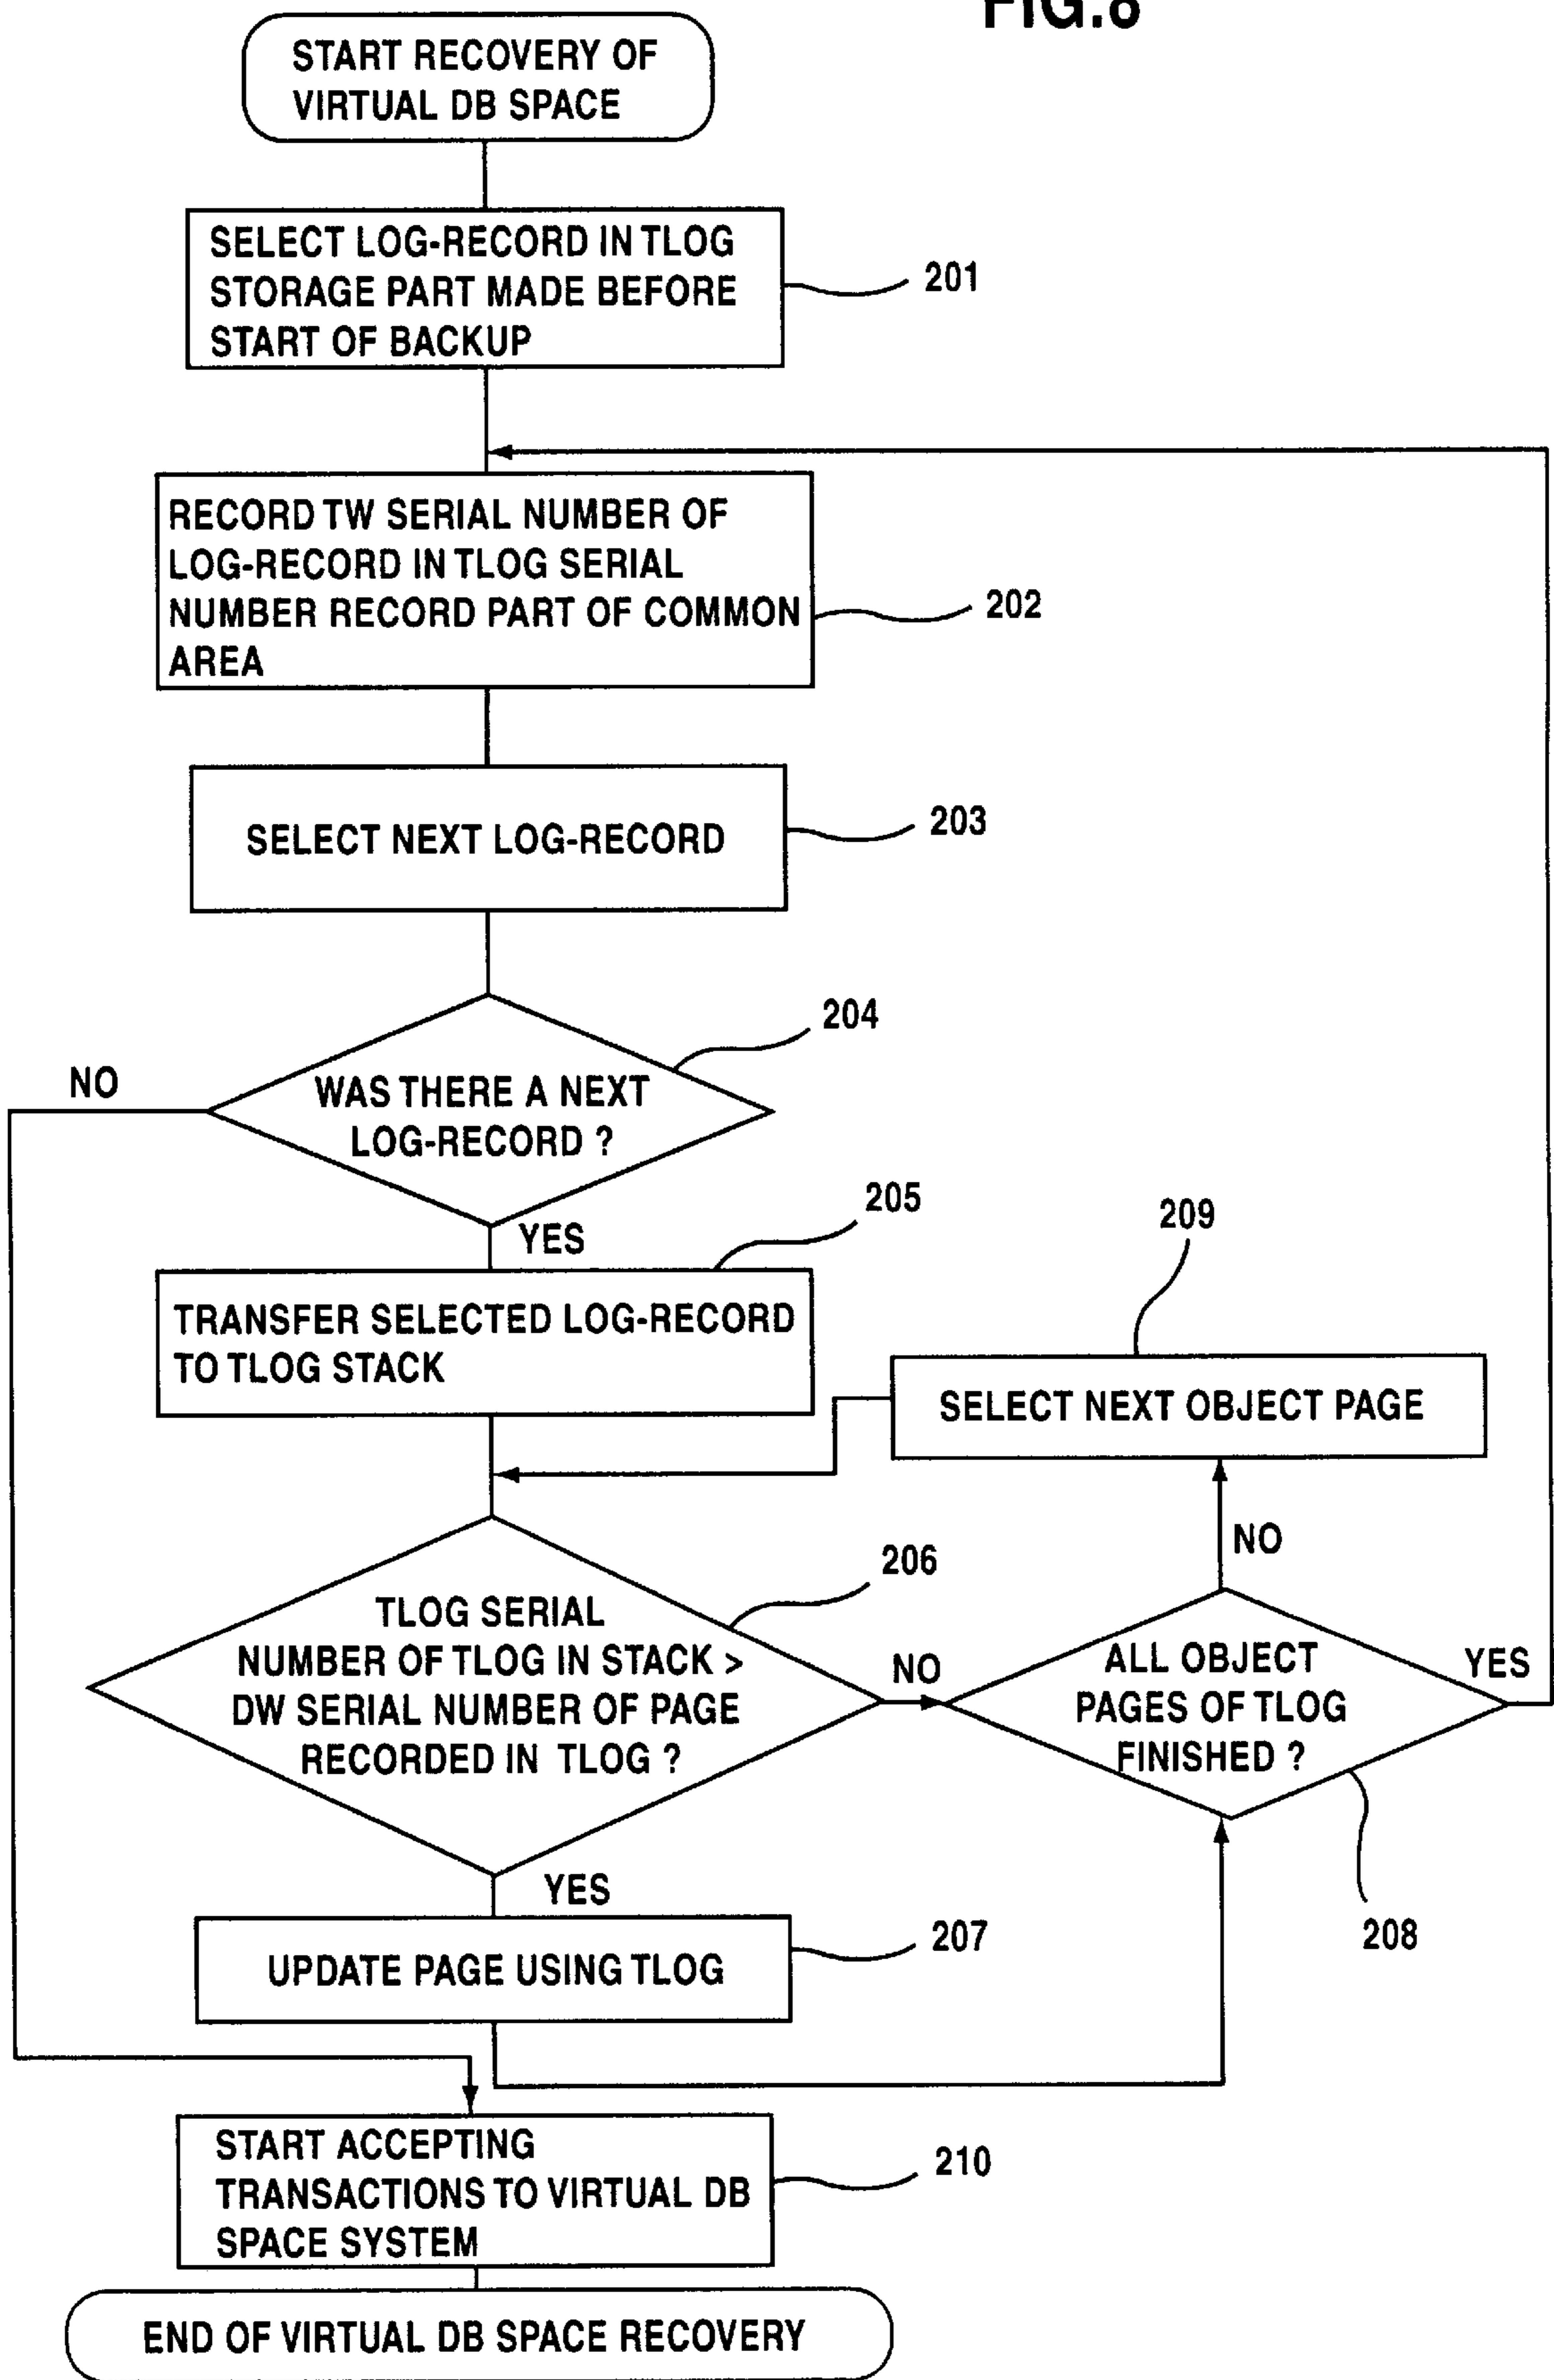 FIG.8
START RECOVERY OF
VIRTUAL DB SPACE
SELECT LOG-RECORD IN TLOG
STORAGE PART MADE BEFORE
START OF BACKUP
201
RECORD TW SERIAL NUMBER OF
LOG-RECORD IN TLOG SERIAL
NUMBER RECORD PART OF COMMON
AREA
202
SELECT NEXT LOG-RECORD
203
204
NO
WAS THERE A NEXT
LOG-RECORD ?
YES
205
209
TRANSFER SELECTED LOG-RECORD
TO TLOG STACK
SELECT NEXT OBJECT PAGE
NO
206
TLOG SERIAL
NUMBER OF TLOG IN STACK >
DW SERIAL NUMBER OF PAGE
RECORDED IN TLOG ?
NO
ALL OBJECT
PAGES OF TLOG
FINISHED ?
YES
YES
208
UPDATE PAGE USING TLOG
207
START ACCEPTING
TRANSACTIONS TO VIRTUAL DB
SPACE SYSTEM
210
END OF VIRTUAL DB SPACE RECOVERY